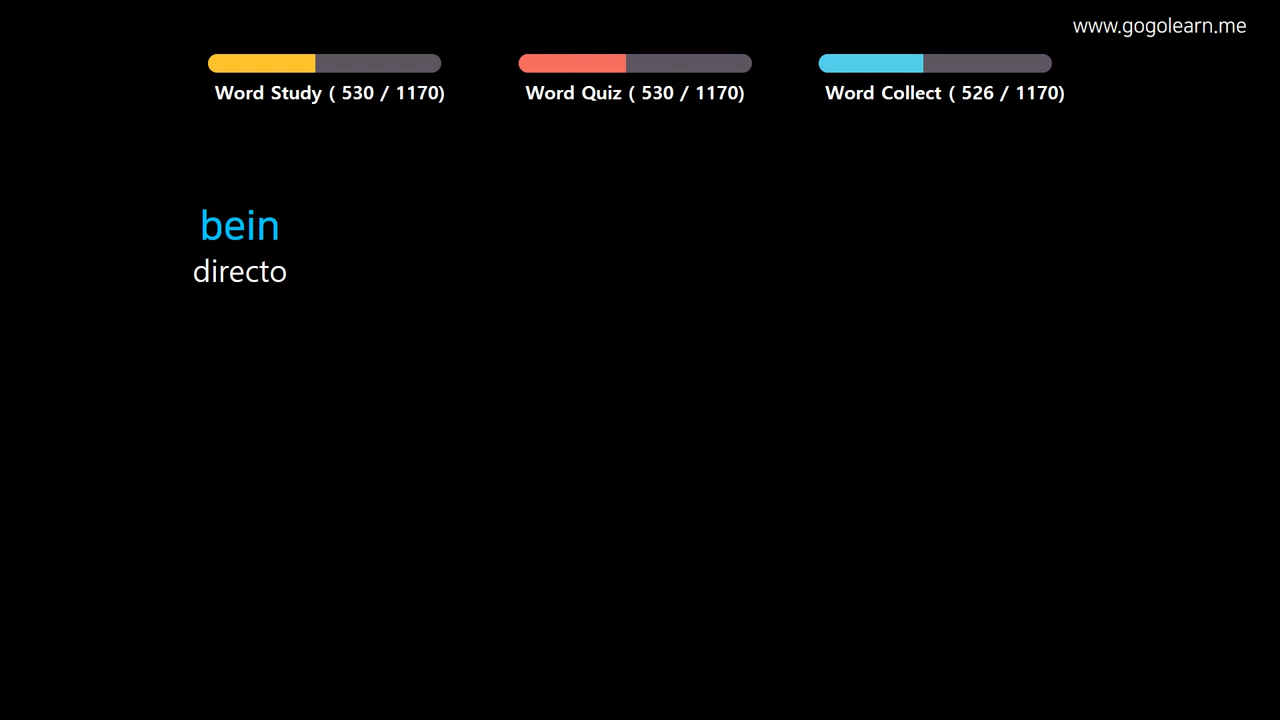 www.gogolearn.me
Word Study ( 530 / 1170)
Word Quiz ( 530 / 1170)
Word Collect ( 526 / 1170)
bein
directo